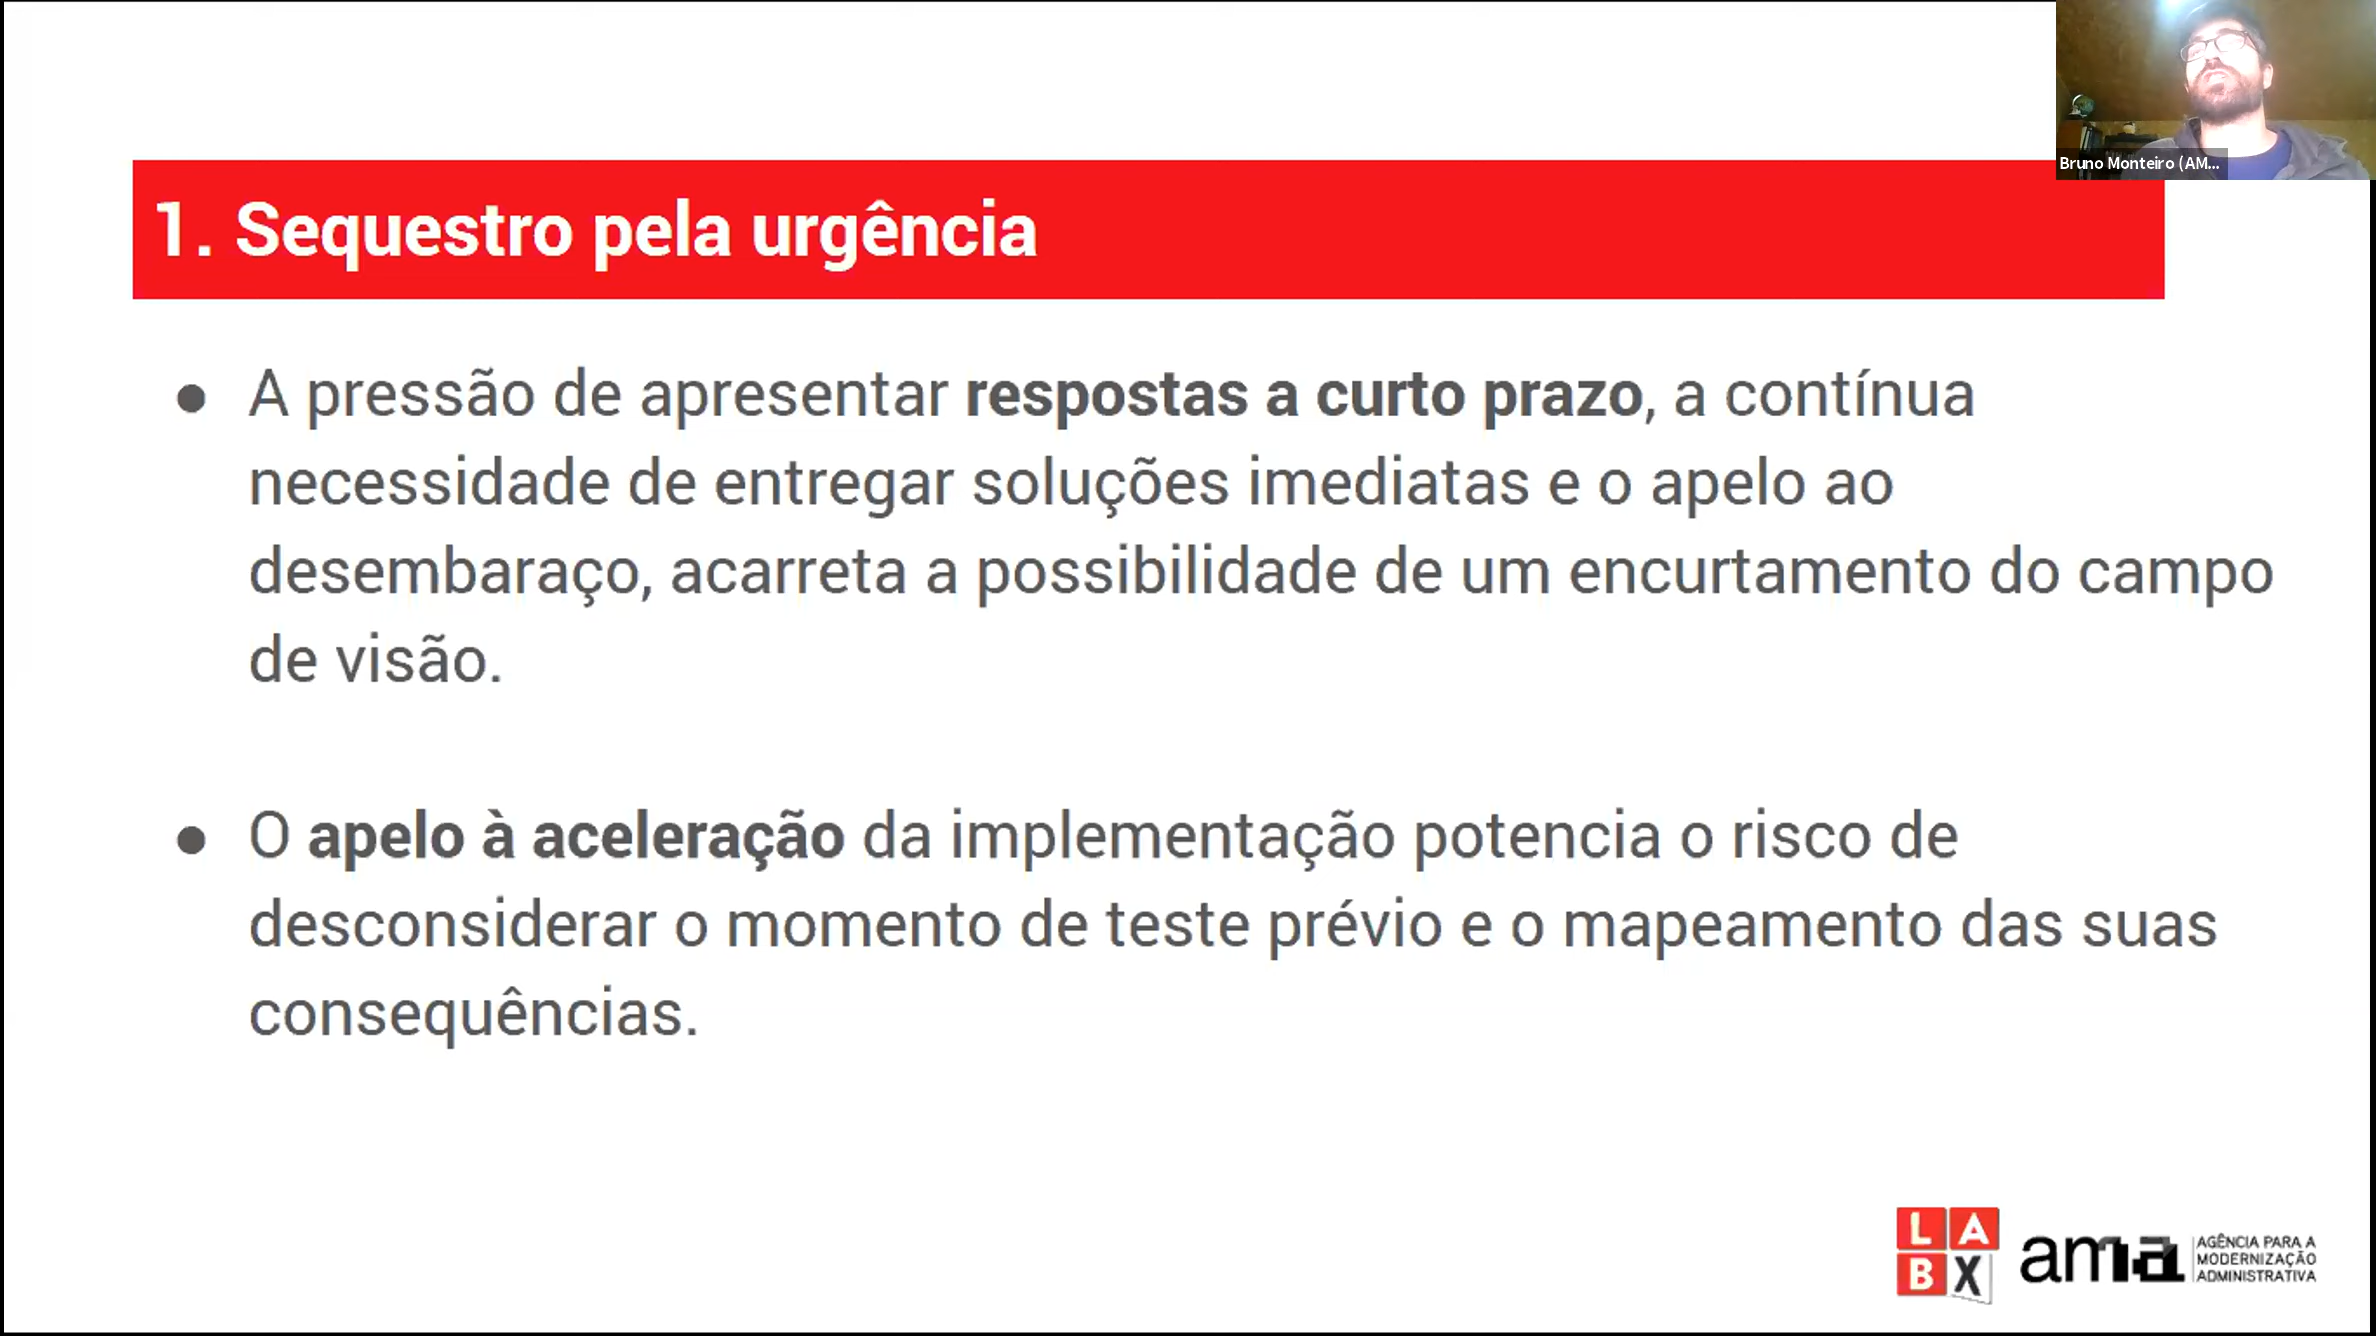 Bruno Monteiro (AM...
1. Sequestro pela urgência
● A pressão de apresentar respostas a curto prazo, a contínua
necessidade de entregar soluções imediatas e o apelo ao
desembaraço, acarreta a possibilidade de um encurtamento do campo
de visão.
● O apelo à aceleração da implementação potencia o risco de
desconsiderar o momento de teste prévio e o mapeamento das suas
consequências.
LA
BX
ama
AGÊNCIA PARA A
MODERNIZAÇÃO
ADMINISTRATIVA